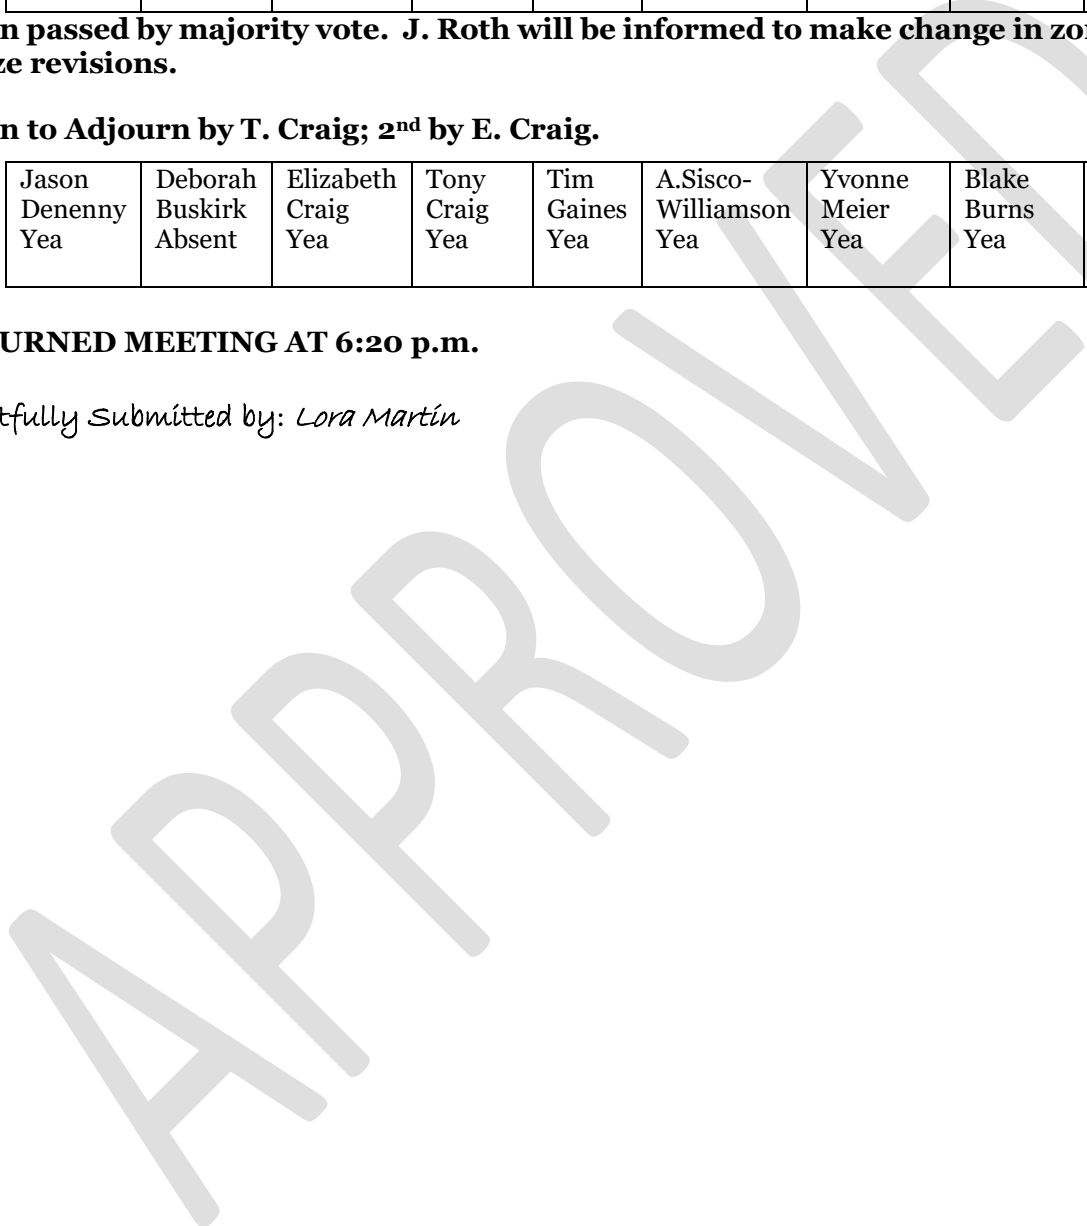 n passed by majority vote.  J. Roth will be informed to make change in zo
ze revisions.
n to Adjourn by T. Craig; 2nd by E. Craig.
Jason Denenny Yea
Deborah Buskirk Absent
Elizabeth Craig Yea
Tony Craig Yea
Tim Gaines Yea
A.Sisco-Williamson Yea
Yvonne Meier Yea
Blake Burns Yea
URNED MEETING AT 6:20 p.m.
tfully Submitted by: Lora Martin
APPROVED